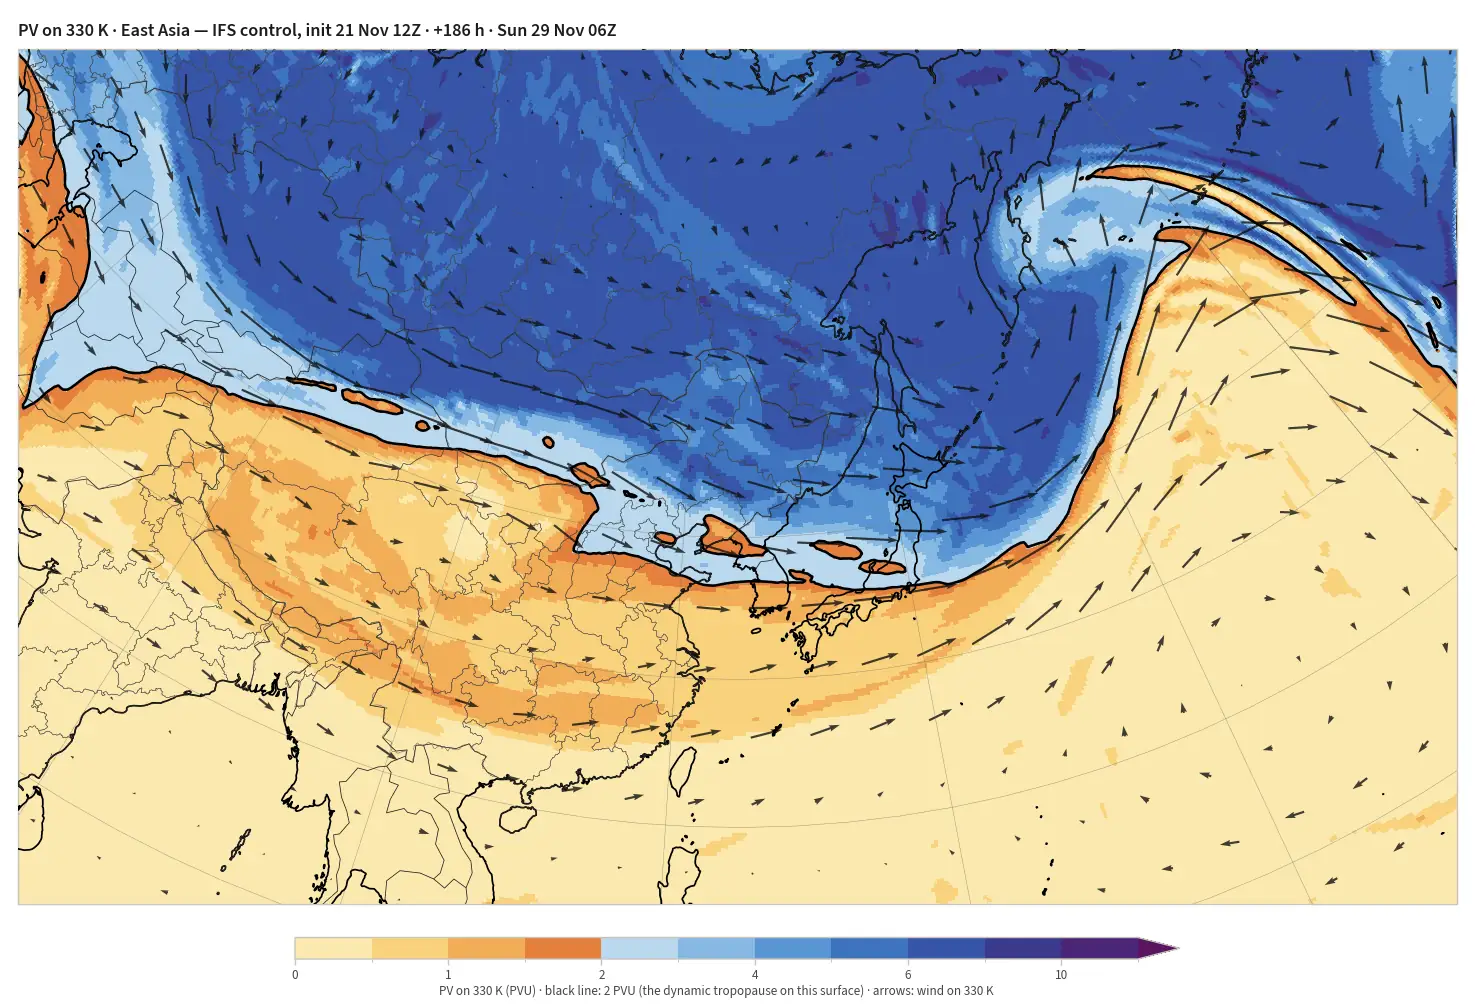 PV on 330 K · East Asia — IFS control, init 21 Nov 12Z · +186 h · Sun 29 Nov 06Z
0 1 2 4 6 10
PV on 330 K (PVU) · black line: 2 PVU (the dynamic tropopause on this surface) · arrows: wind on 330 K